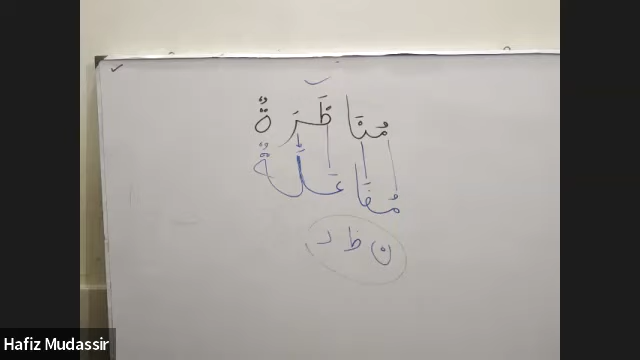 مُنَاظَرَةٌ
مُفَاعَلَةٌ
ن ظ ر
Hafiz Mudassir